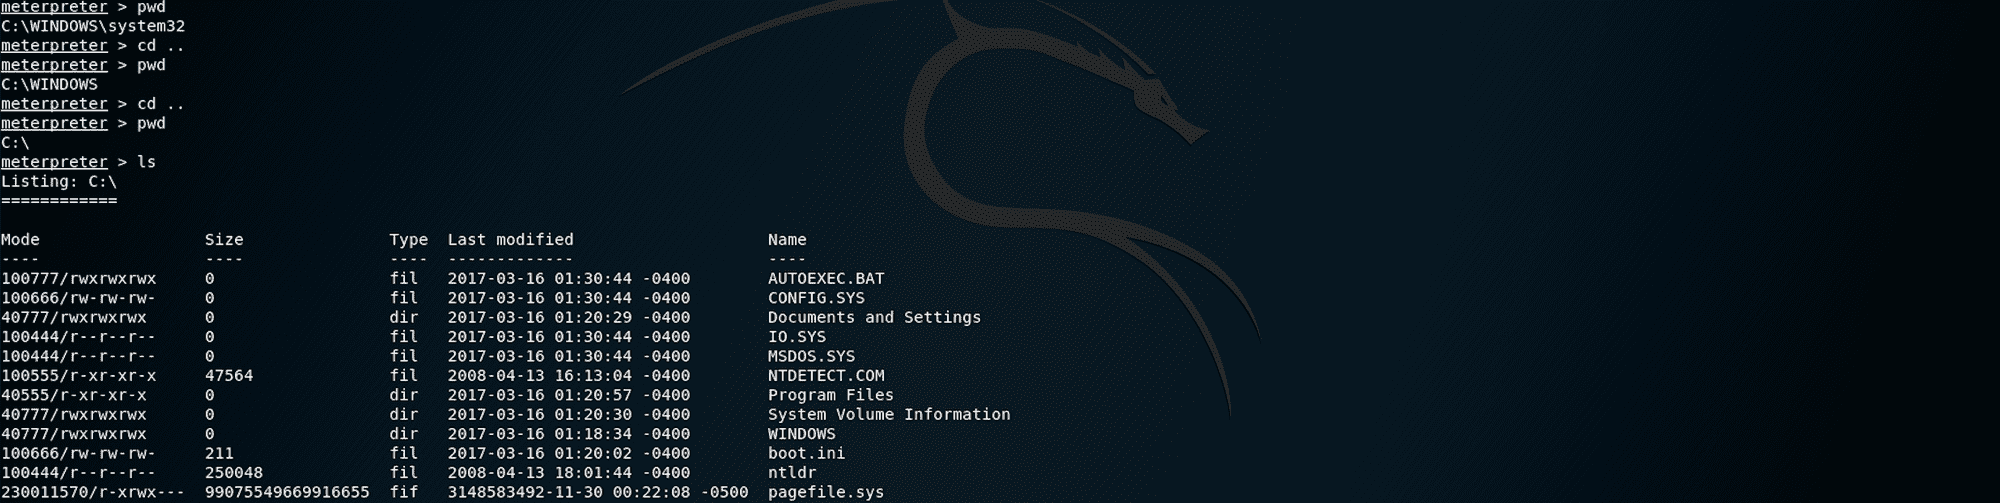 meterpreter > pwd
C:\WINDOWS\system32
meterpreter > cd ..
meterpreter > pwd
C:\WINDOWS
meterpreter > cd ..
meterpreter > pwd
C:\
meterpreter > ls
Listing: C:\
============
Mode Size Type Last modified Name
---- ---- ---- ------------- ----
100777/rwxrwxrwx 0 fil 2017-03-16 01:30:44 -0400 AUTOEXEC.BAT
100666/rw-rw-rw- 0 fil 2017-03-16 01:30:44 -0400 CONFIG.SYS
40777/rwxrwxrwx 0 dir 2017-03-16 01:20:29 -0400 Documents and Settings
100444/r--r--r-- 0 fil 2017-03-16 01:30:44 -0400 IO.SYS
100444/r--r--r-- 0 fil 2017-03-16 01:30:44 -0400 MSDOS.SYS
100555/r-xr-xr-x 47564 fil 2008-04-13 16:13:04 -0400 NTDETECT.COM
40555/r-xr-xr-x 0 dir 2017-03-16 01:20:57 -0400 Program Files
40777/rwxrwxrwx 0 dir 2017-03-16 01:20:30 -0400 System Volume Information
40777/rwxrwxrwx 0 dir 2017-03-16 01:18:34 -0400 WINDOWS
100666/rw-rw-rw- 211 fil 2017-03-16 01:20:02 -0400 boot.ini
100444/r--r--r-- 250048 fil 2008-04-13 18:01:44 -0400 ntldr
230011570/r-xrwx--- 99075549669916655 fif 3148583492-11-30 00:22:08 -0500 pagefile.sys